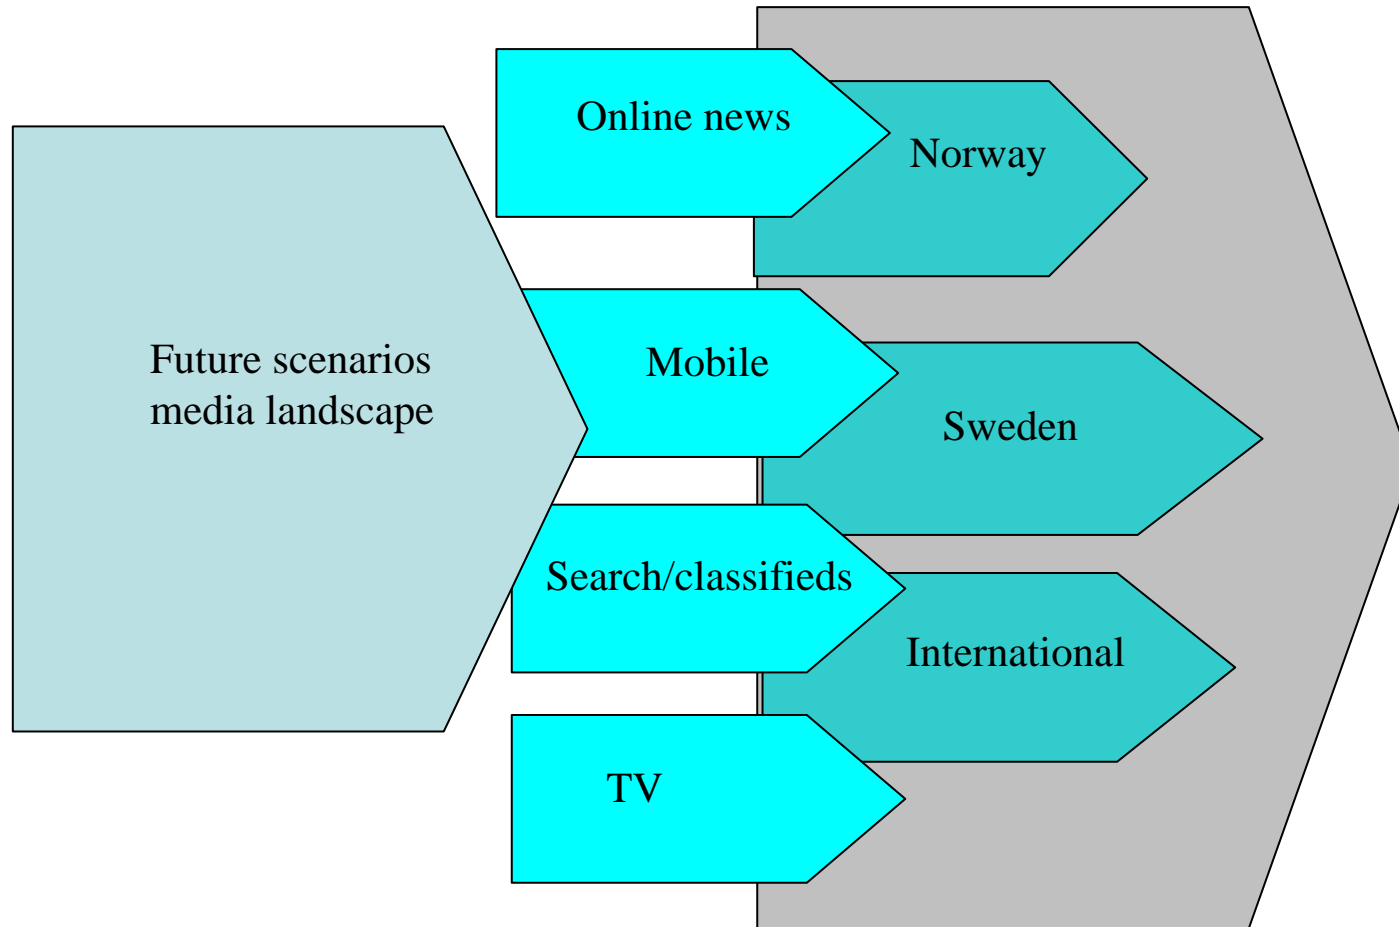 Future scenarios
media landscape
Online news
Mobile
Search/classifieds
TV
Norway
Sweden
International